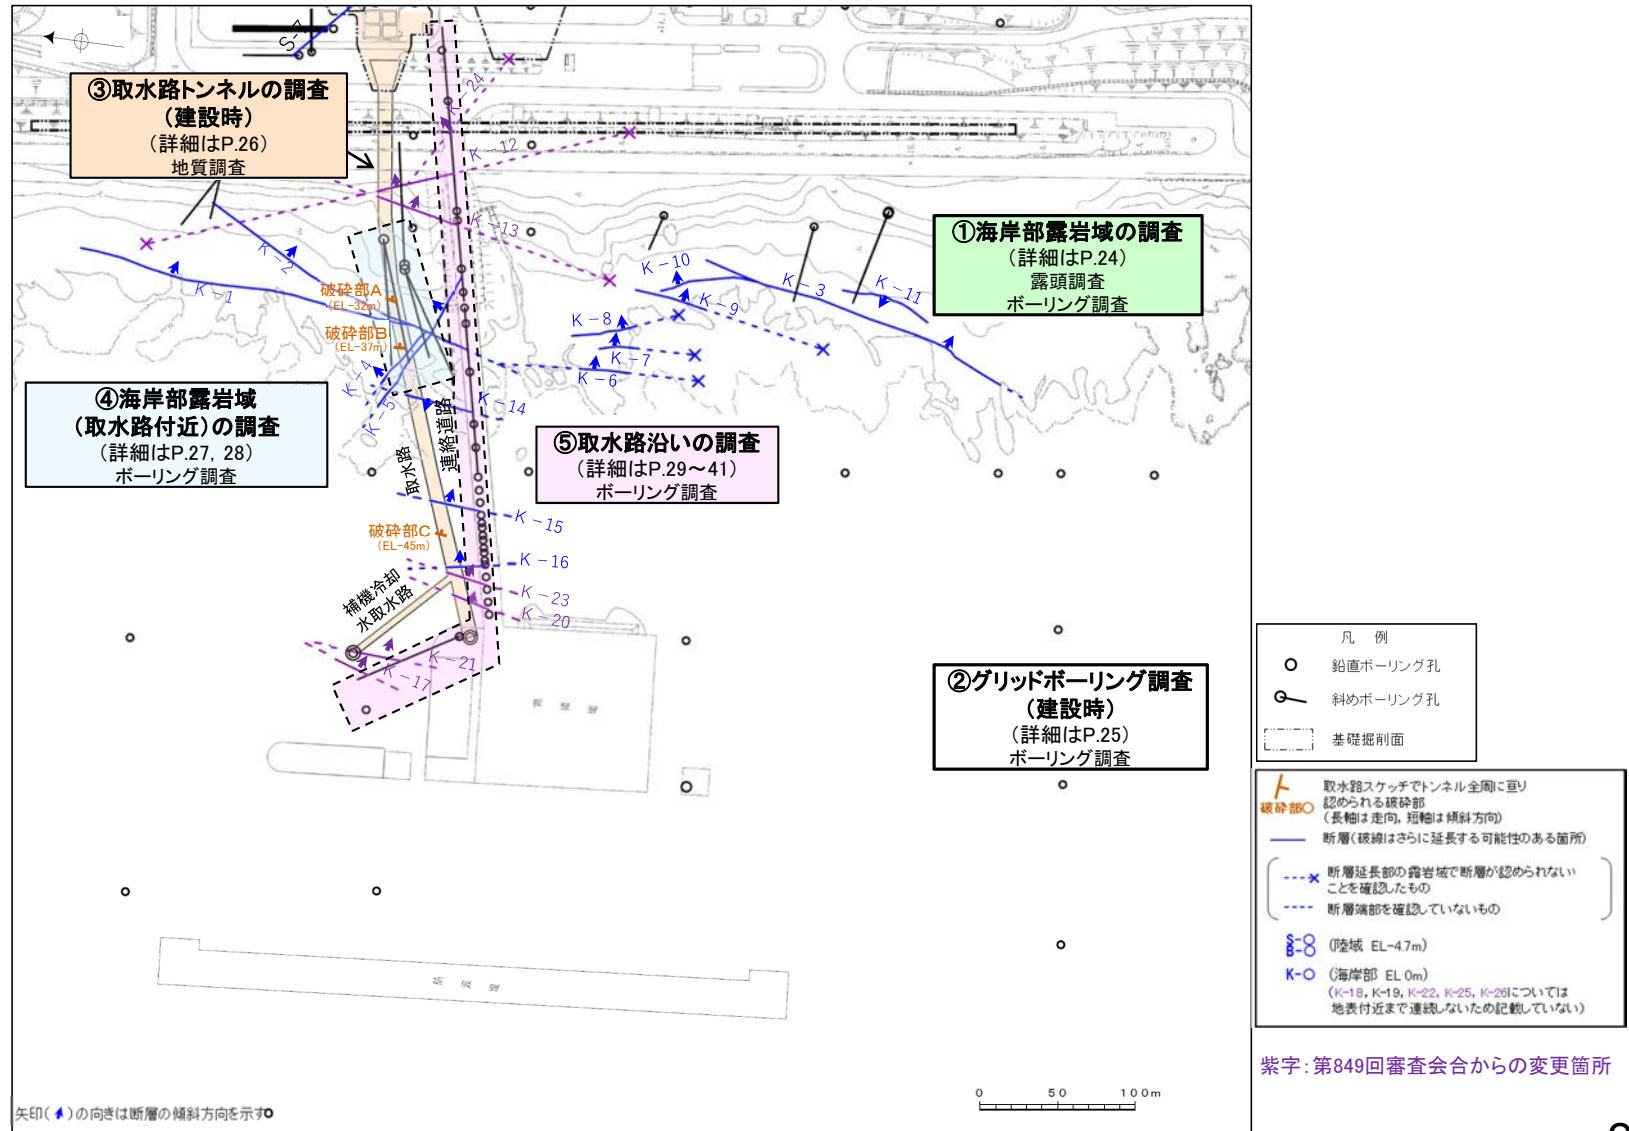 S-7
③取水路トンネルの調査
(建設時)
(詳細はP.26)
地質調査
K-24
K-12
K-13
K-2
K-1
破砕部A
(EL-32m)
破砕部B
(EL-37m)
K-4
K-5
K-10
K-9
K-8
K-7
K-6
K-3
K-11
①海岸部露岩域の調査
(詳細はP.24)
露頭調査
ボーリング調査
④海岸部露岩域
(取水路付近)の調査
(詳細はP.27, 28)
ボーリング調査
K-14
取水路
連絡道路
⑤取水路沿いの調査
(詳細はP.29～41)
ボーリング調査
K-15
破砕部C
(EL-45m)
K-16
補機冷却
水取水路
K-23
K-20
K-21
K-17
②グリッドボーリング調査
(建設時)
(詳細はP.25)
ボーリング調査
凡 例
鉛直ボーリング孔
斜めボーリング孔
基礎掘削面
破砕部○
取水路スケッチでトンネル全周に亘り
認められる破砕部
(長軸は走向, 短軸は傾斜方向)
断層(破線はさらに延長する可能性のある箇所)
断層延長部の露岩域で断層が認められない
ことを確認したもの
断層端部を確認していないもの
S-○
B-○
(陸域 EL-4.7m)
K-○ (海岸部 EL 0m)
(K-18, K-19, K-22, K-25, K-26については
地表付近まで連続しないため記載していない)
紫字:第849回審査会合からの変更箇所
0 50 100m
矢印( )の向きは断層の傾斜方向を示す